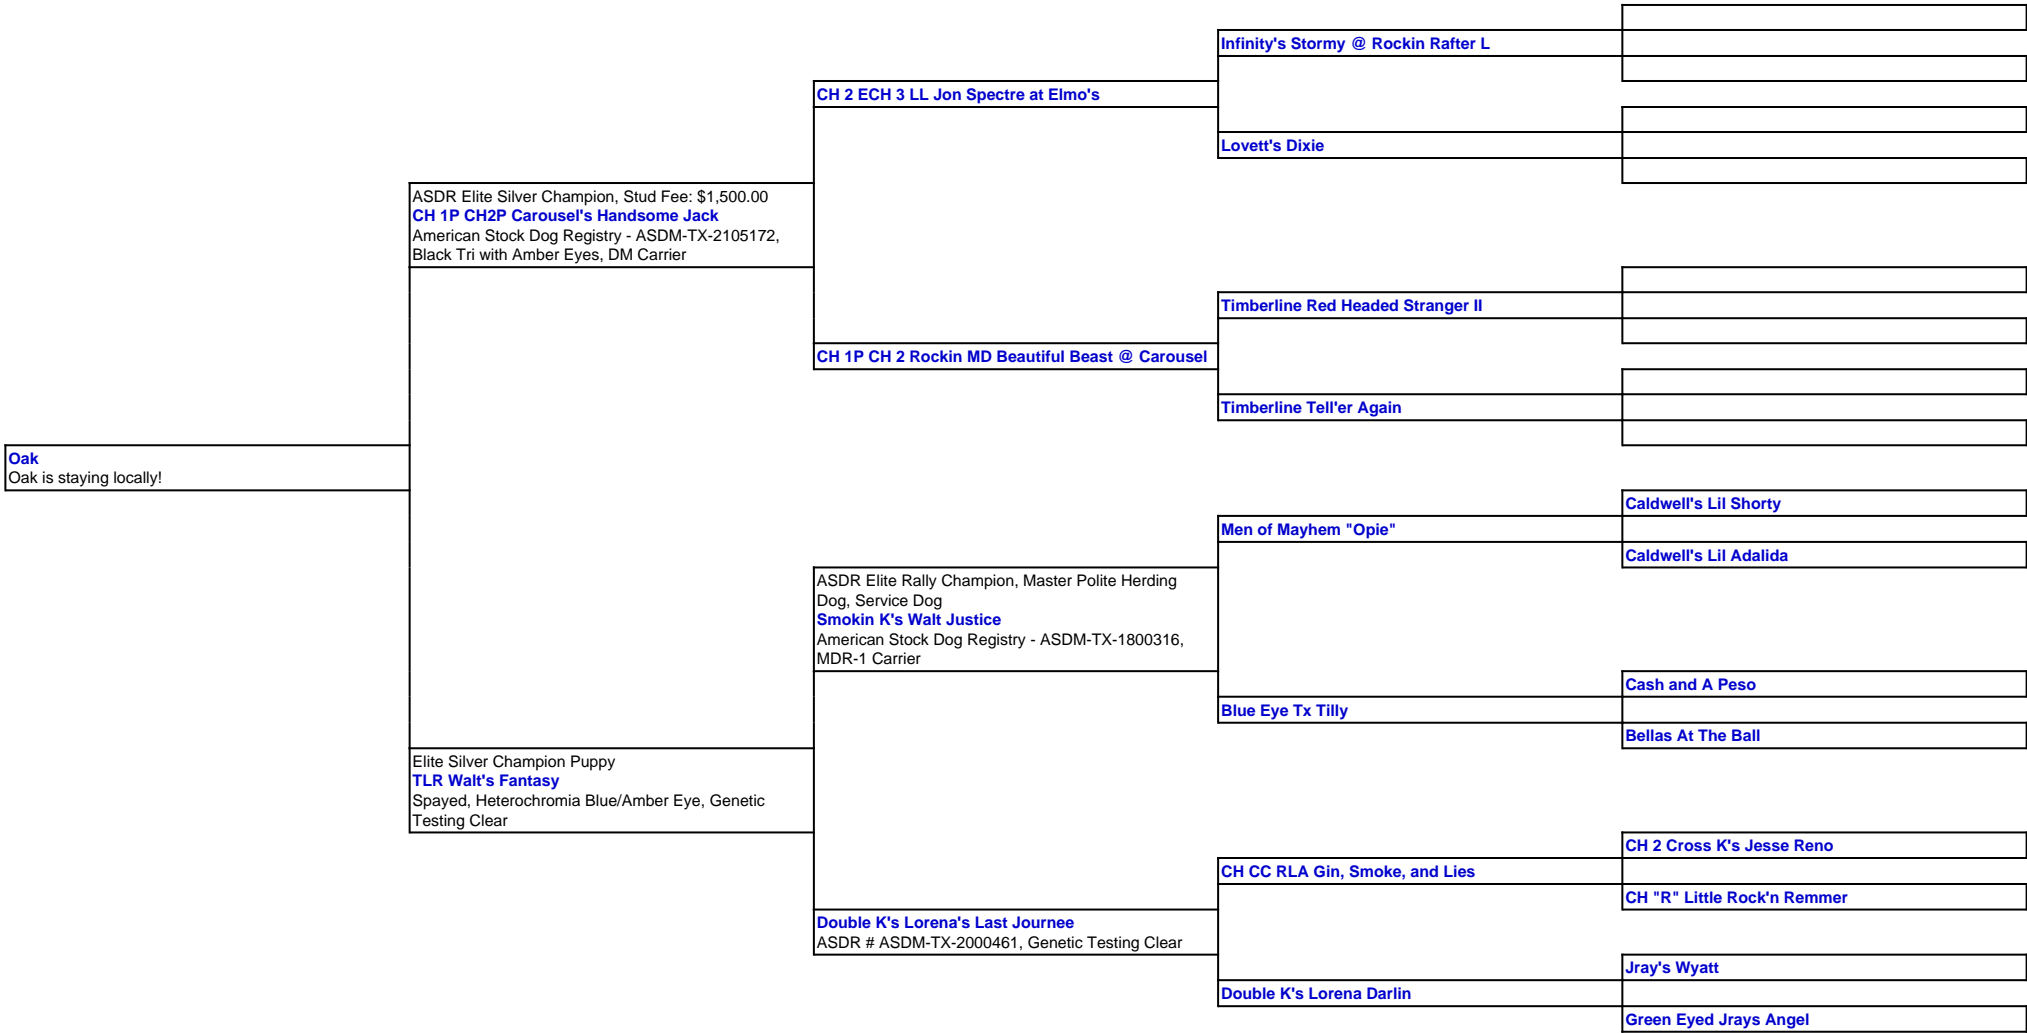 Infinity's Stormy @ Rockin Rafter L
CH 2 ECH 3 LL Jon Spectre at Elmo's
Lovett's Dixie
ASDR Elite Silver Champion, Stud Fee: $1,500.00
CH 1P CH2P Carousel's Handsome Jack
American Stock Dog Registry - ASDM-TX-2105172,
Black Tri with Amber Eyes, DM Carrier
Timberline Red Headed Stranger II
CH 1P CH 2 Rockin MD Beautiful Beast @ Carousel
Timberline Tell'er Again
Oak
Oak is staying locally!
Caldwell's Lil Shorty
Men of Mayhem "Opie"
Caldwell's Lil Adalida
ASDR Elite Rally Champion, Master Polite Herding
Dog, Service Dog
Smokin K's Walt Justice
American Stock Dog Registry - ASDM-TX-1800316,
MDR-1 Carrier
Cash and A Peso
Blue Eye Tx Tilly
Bellas At The Ball
Elite Silver Champion Puppy
TLR Walt's Fantasy
Spayed, Heterochromia Blue/Amber Eye, Genetic
Testing Clear
CH 2 Cross K's Jesse Reno
CH CC RLA Gin, Smoke, and Lies
CH "R" Little Rock'n Remmer
Double K's Lorena's Last Journee
ASDR # ASDM-TX-2000461, Genetic Testing Clear
Jray's Wyatt
Double K's Lorena Darlin
Green Eyed Jrays Angel